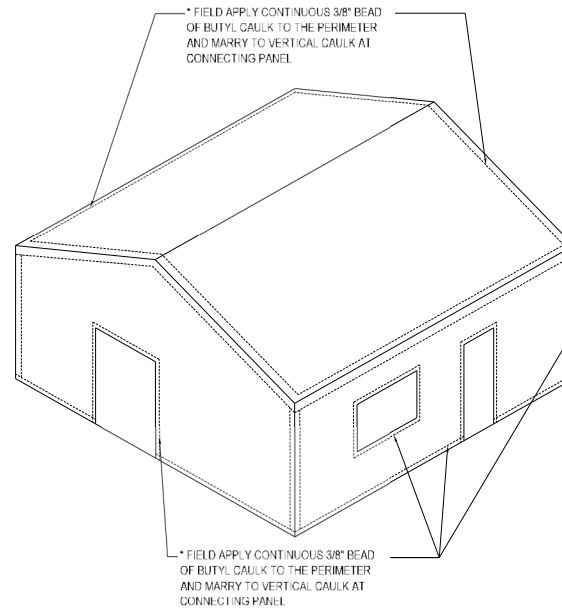 * FIELD APPLY CONTINUOUS 3/8" BEAD
OF BUTYL CAULK TO THE PERIMETER
AND MARRY TO VERTICAL CAULK AT
CONNECTING PANEL
* FIELD APPLY CONTINUOUS 3/8" BEAD
OF BUTYL CAULK TO THE PERIMETER
AND MARRY TO VERTICAL CAULK AT
CONNECTING PANEL